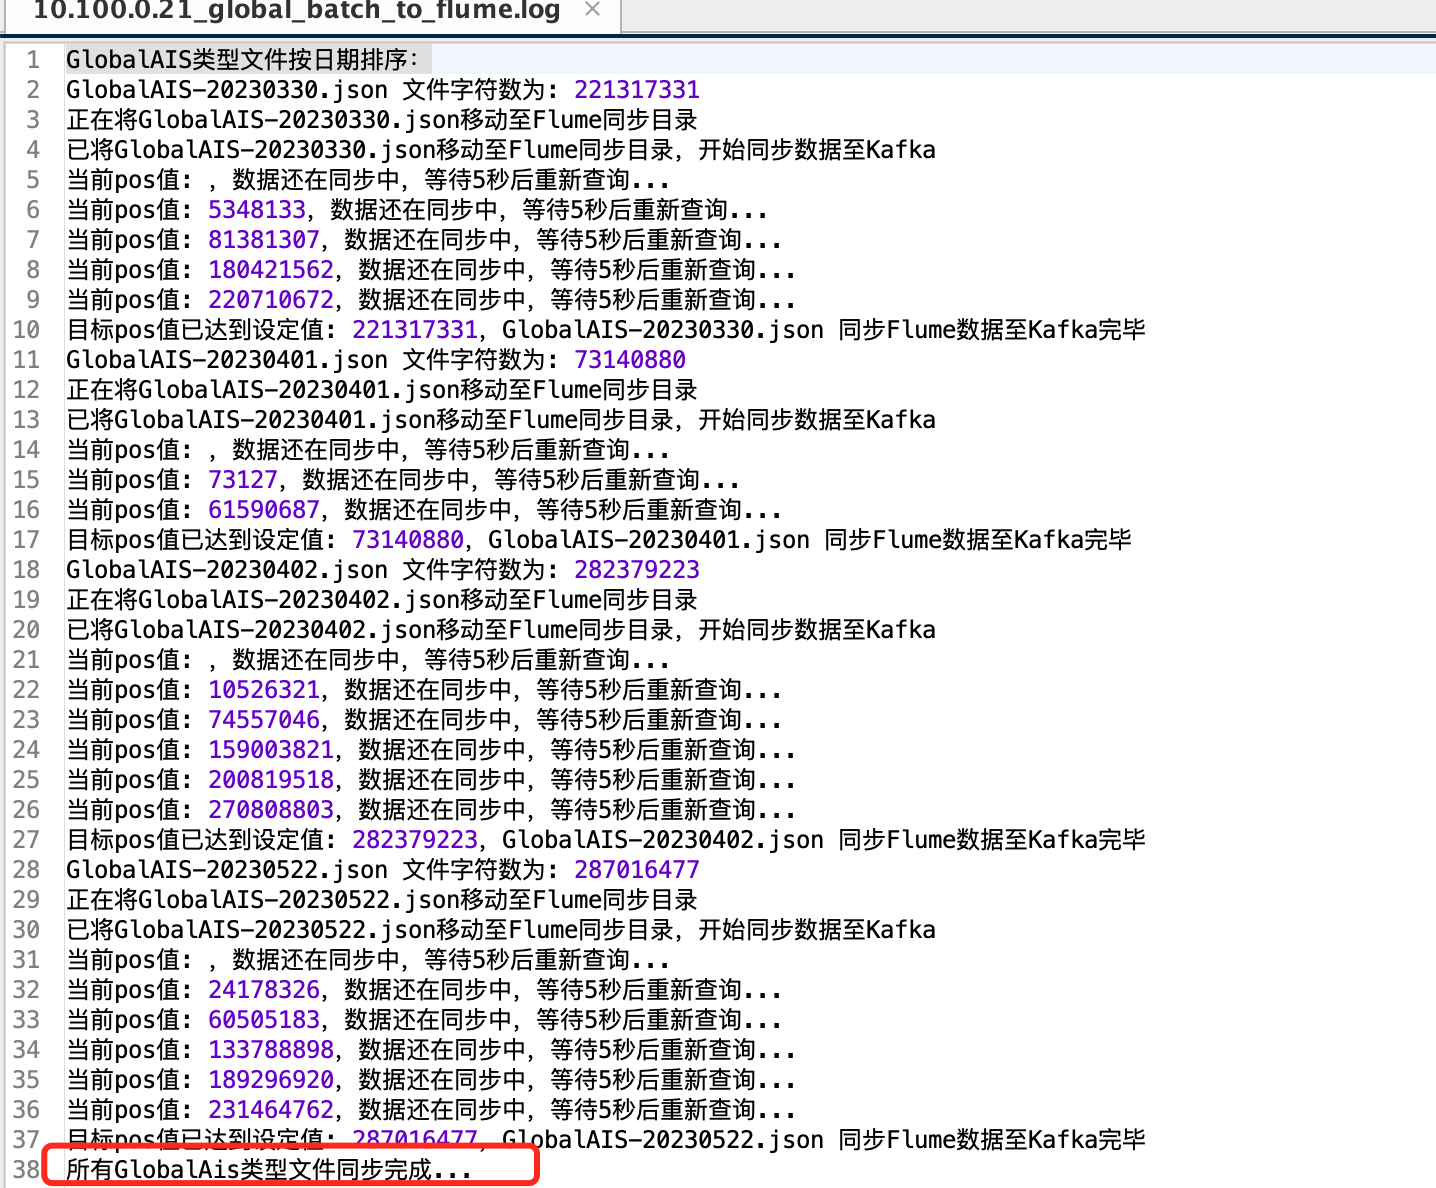 10.100.0.21_global_batch_to_flume.log ×
1 GlobalAIS类型文件按日期排序：
2 GlobalAIS-20230330.json 文件字符数为: 221317331
3 正在将GlobalAIS-20230330.json移动至Flume同步目录
4 已将GlobalAIS-20230330.json移动至Flume同步目录，开始同步数据至Kafka
5 当前pos值: ，数据还在同步中，等待5秒后重新查询...
6 当前pos值: 5348133，数据还在同步中，等待5秒后重新查询...
7 当前pos值: 81381307，数据还在同步中，等待5秒后重新查询...
8 当前pos值: 180421562，数据还在同步中，等待5秒后重新查询...
9 当前pos值: 220710672，数据还在同步中，等待5秒后重新查询...
10 目标pos值已达到设定值: 221317331，GlobalAIS-20230330.json 同步Flume数据至Kafka完毕
11 GlobalAIS-20230401.json 文件字符数为: 73140880
12 正在将GlobalAIS-20230401.json移动至Flume同步目录
13 已将GlobalAIS-20230401.json移动至Flume同步目录，开始同步数据至Kafka
14 当前pos值: ，数据还在同步中，等待5秒后重新查询...
15 当前pos值: 73127，数据还在同步中，等待5秒后重新查询...
16 当前pos值: 61590687，数据还在同步中，等待5秒后重新查询...
17 目标pos值已达到设定值: 73140880，GlobalAIS-20230401.json 同步Flume数据至Kafka完毕
18 GlobalAIS-20230402.json 文件字符数为: 282379223
19 正在将GlobalAIS-20230402.json移动至Flume同步目录
20 已将GlobalAIS-20230402.json移动至Flume同步目录，开始同步数据至Kafka
21 当前pos值: ，数据还在同步中，等待5秒后重新查询...
22 当前pos值: 10526321，数据还在同步中，等待5秒后重新查询...
23 当前pos值: 74557046，数据还在同步中，等待5秒后重新查询...
24 当前pos值: 159003821，数据还在同步中，等待5秒后重新查询...
25 当前pos值: 200819518，数据还在同步中，等待5秒后重新查询...
26 当前pos值: 270808803，数据还在同步中，等待5秒后重新查询...
27 目标pos值已达到设定值: 282379223，GlobalAIS-20230402.json 同步Flume数据至Kafka完毕
28 GlobalAIS-20230522.json 文件字符数为: 287016477
29 正在将GlobalAIS-20230522.json移动至Flume同步目录
30 已将GlobalAIS-20230522.json移动至Flume同步目录，开始同步数据至Kafka
31 当前pos值: ，数据还在同步中，等待5秒后重新查询...
32 当前pos值: 24178326，数据还在同步中，等待5秒后重新查询...
33 当前pos值: 60505183，数据还在同步中，等待5秒后重新查询...
34 当前pos值: 133788898，数据还在同步中，等待5秒后重新查询...
35 当前pos值: 189296920，数据还在同步中，等待5秒后重新查询...
36 当前pos值: 231464762，数据还在同步中，等待5秒后重新查询...
37 目标pos值已达到设定值: 287016477，GlobalAIS-20230522.json 同步Flume数据至Kafka完毕
38 所有GlobalAis类型文件同步完成...